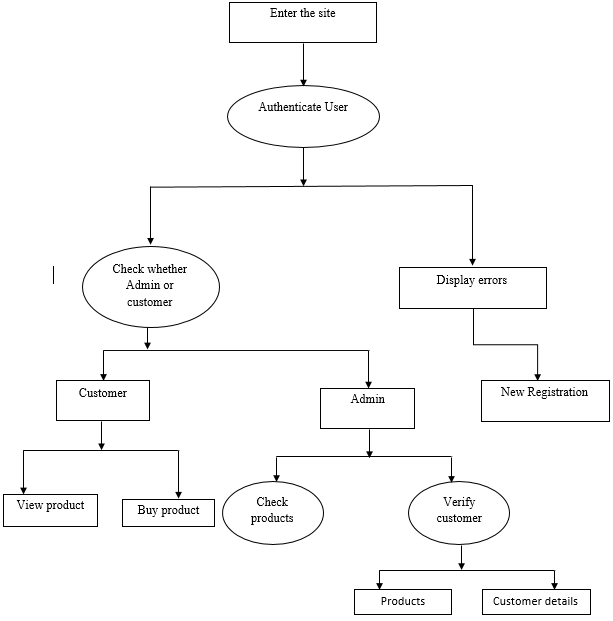 Enter the site
Authenticate User
Check whether
Admin or
customer
Display errors
Customer
Admin
New Registration
View product
Buy product
Check
products
Verify
customer
Products
Customer details